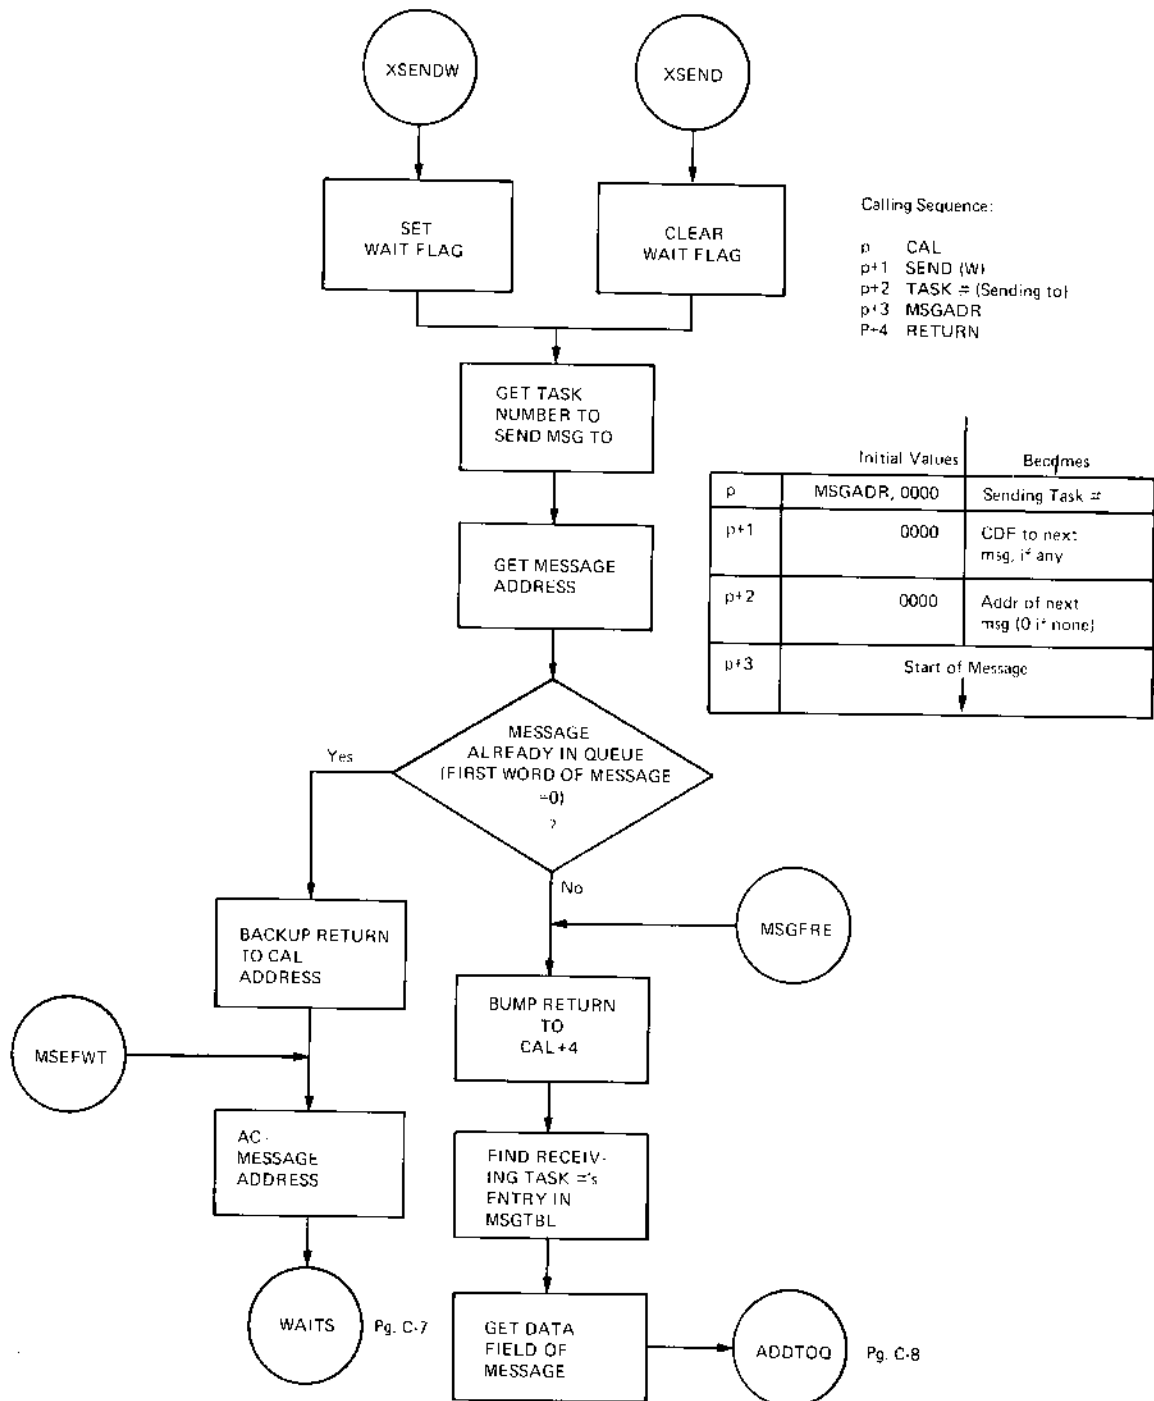 XSENDW
XSEND
SET
WAIT FLAG
CLEAR
WAIT FLAG
Calling Sequence:
p CAL
p+1 SEND (W)
p+2 TASK = (Sending to)
p+3 MSGADR
P+4 RETURN
GET TASK
NUMBER TO
SEND MSG TO
Initial Values Becomes
p MSGADR, 0000 Sending Task =
p+1 0000 CDF to next
msg, if any
p+2 0000 Addr of next
msg (0 if none)
p+3 Start of Message
GET MESSAGE
ADDRESS
MESSAGE
ALREADY IN QUEUE
(FIRST WORD OF MESSAGE
=0)
?
Yes
No
MSGFRE
BACKUP RETURN
TO CAL
ADDRESS
BUMP RETURN
TO
CAL+4
MSEFWT
AC-
MESSAGE
ADDRESS
FIND RECEIV-
ING TASK ='s
ENTRY IN
MSGTBL
WAITS
Pg. C-7
GET DATA
FIELD OF
MESSAGE
ADDTOQ
Pg. C-8